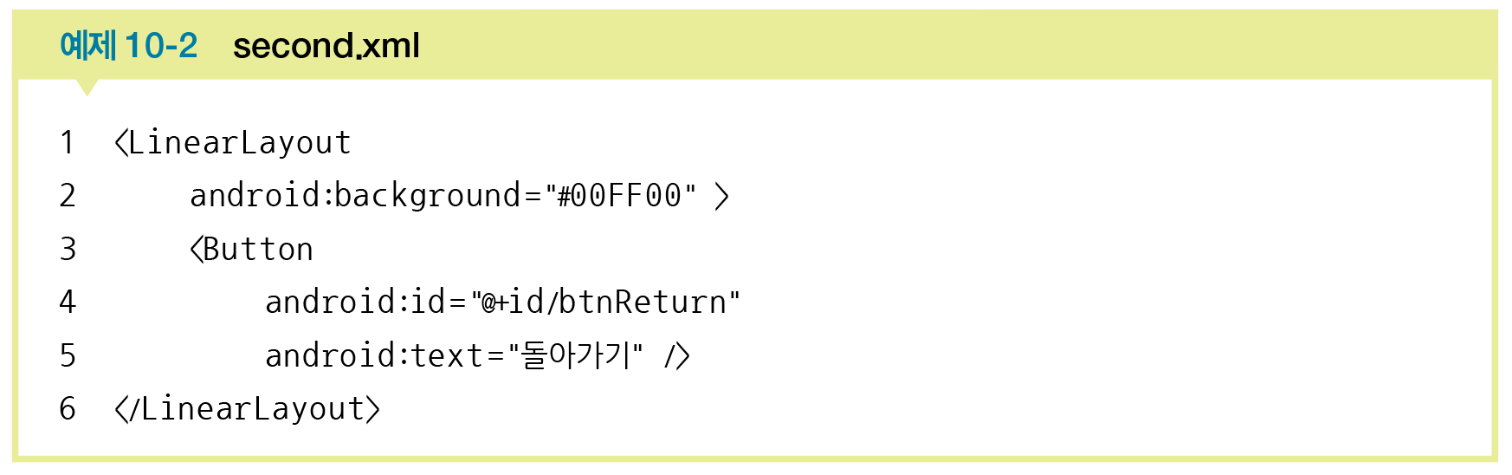 예제 10-2 second.xml
1 <LinearLayout
2 android:background="#00FF00" >
3 <Button
4 android:id="@+id/btnReturn"
5 android:text="돌아가기" />
6 </LinearLayout>